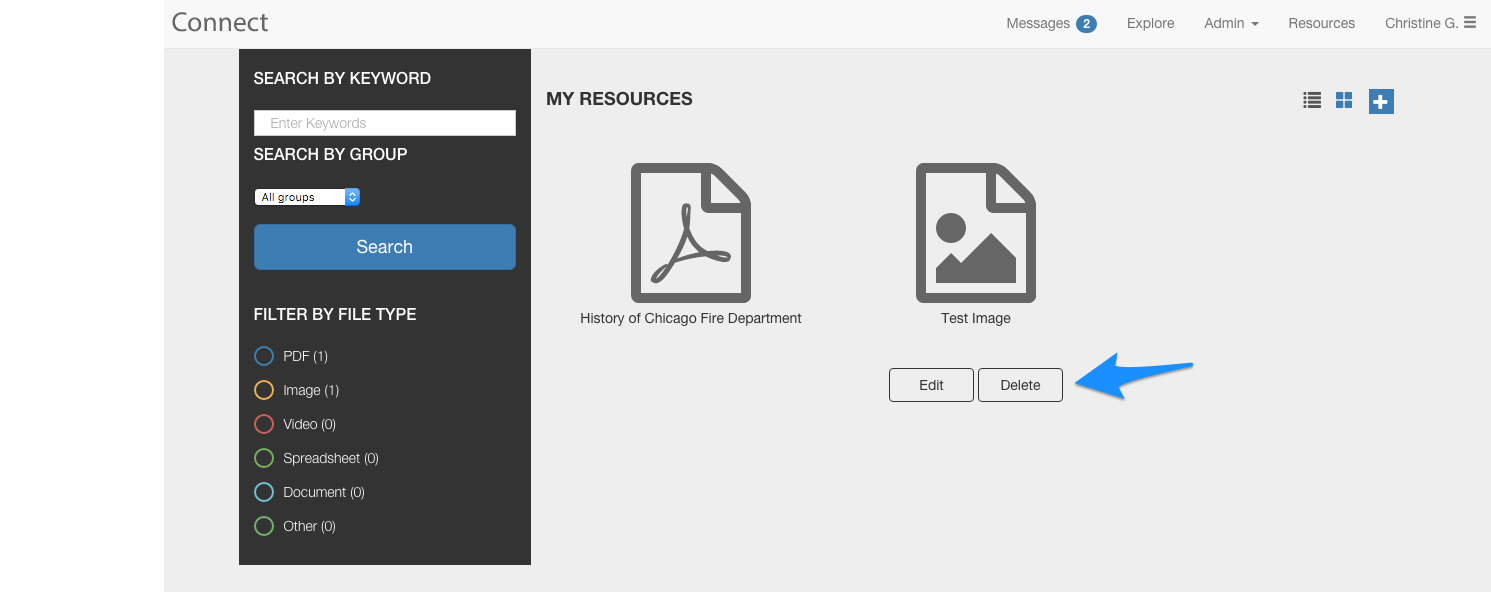 Connect
Messages 2 Explore Admin Resources Christine G.
SEARCH BY KEYWORD
Enter Keywords
SEARCH BY GROUP
All groups
Search
FILTER BY FILE TYPE
PDF (1)
Image (1)
Video (0)
Spreadsheet (0)
Document (0)
Other (0)
MY RESOURCES
History of Chicago Fire Department
Test Image
Edit Delete